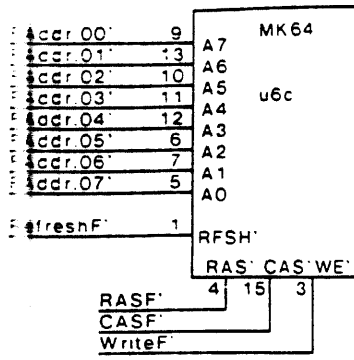 MK64
u6c
Addr.00' 9 A7
Addr.01' 13 A6
Addr.02' 10 A5
Addr.03' 11 A4
Addr.04' 12 A3
Addr.05' 6 A2
Addr.06' 7 A1
Addr.07' 5 A0
RefreshF' 1 RFSH'
RAS' CAS' WE'
4 15 3
RASF'
CASF'
WriteF'